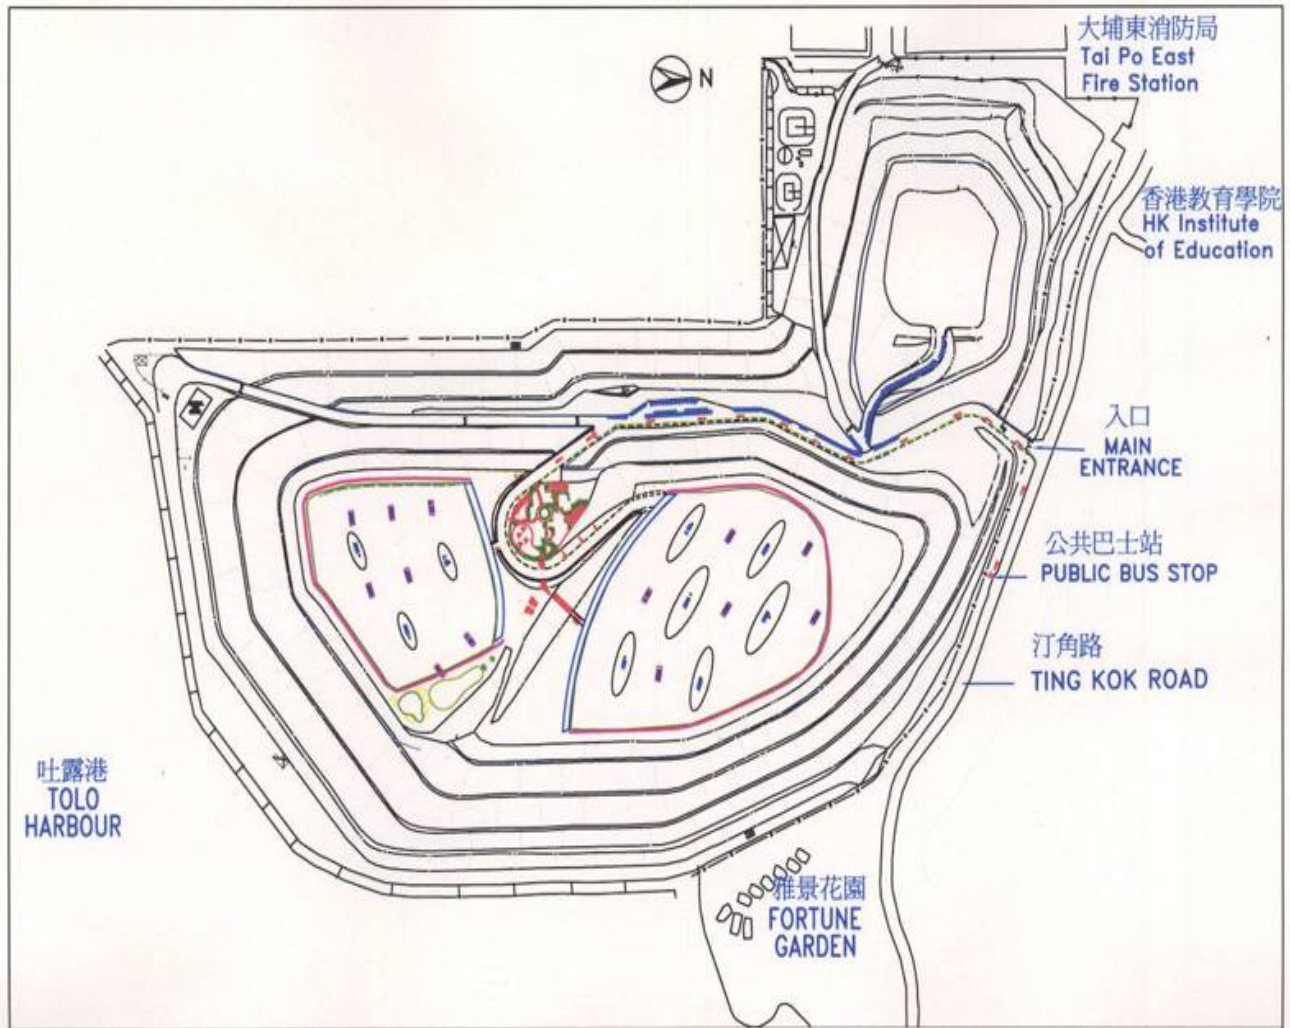 大埔東消防局
Tai Po East
Fire Station
N
香港教育學院
HK Institute
of Education
入口
MAIN
ENTRANCE
公共巴士站
PUBLIC BUS STOP
汀角路
TING KOK ROAD
吐露港
TOLO
HARBOUR
雅景花園
FORTUNE
GARDEN